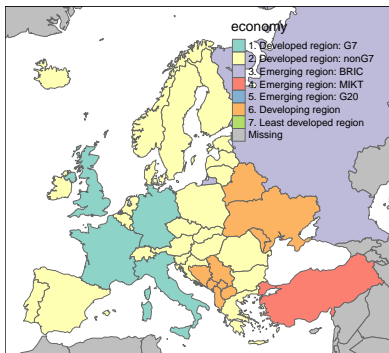 economy
1. Developed region: G7
2. Developed region: nonG7
3. Emerging region: BRIC
4. Emerging region: MIKT
5. Emerging region: G20
6. Developing region
7. Least developed region
Missing